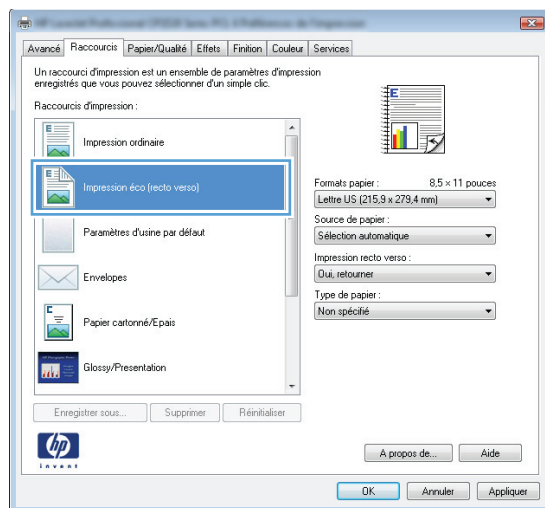 Avancé Raccourcis Papier/Qualité Effets Finition Couleur Services
Un raccourci d'impression est un ensemble de paramètres d'impression
enregistrés que vous pouvez sélectionner d'un simple clic.
Raccourcis d'impression :
Impression ordinaire
Impression éco (recto verso)
Paramètres d'usine par défaut
Envelopes
Papier cartonné/Epais
Glossy/Presentation
Enregistrer sous... Supprimer Réinitialiser
Formats papier : 8,5 × 11 pouces
Lettre US (215,9 x 279,4 mm)
Source de papier :
Sélection automatique
Impression recto verso :
Oui, retourner
Type de papier :
Non spécifié
hp
invent
A propos de... Aide
OK Annuler Appliquer